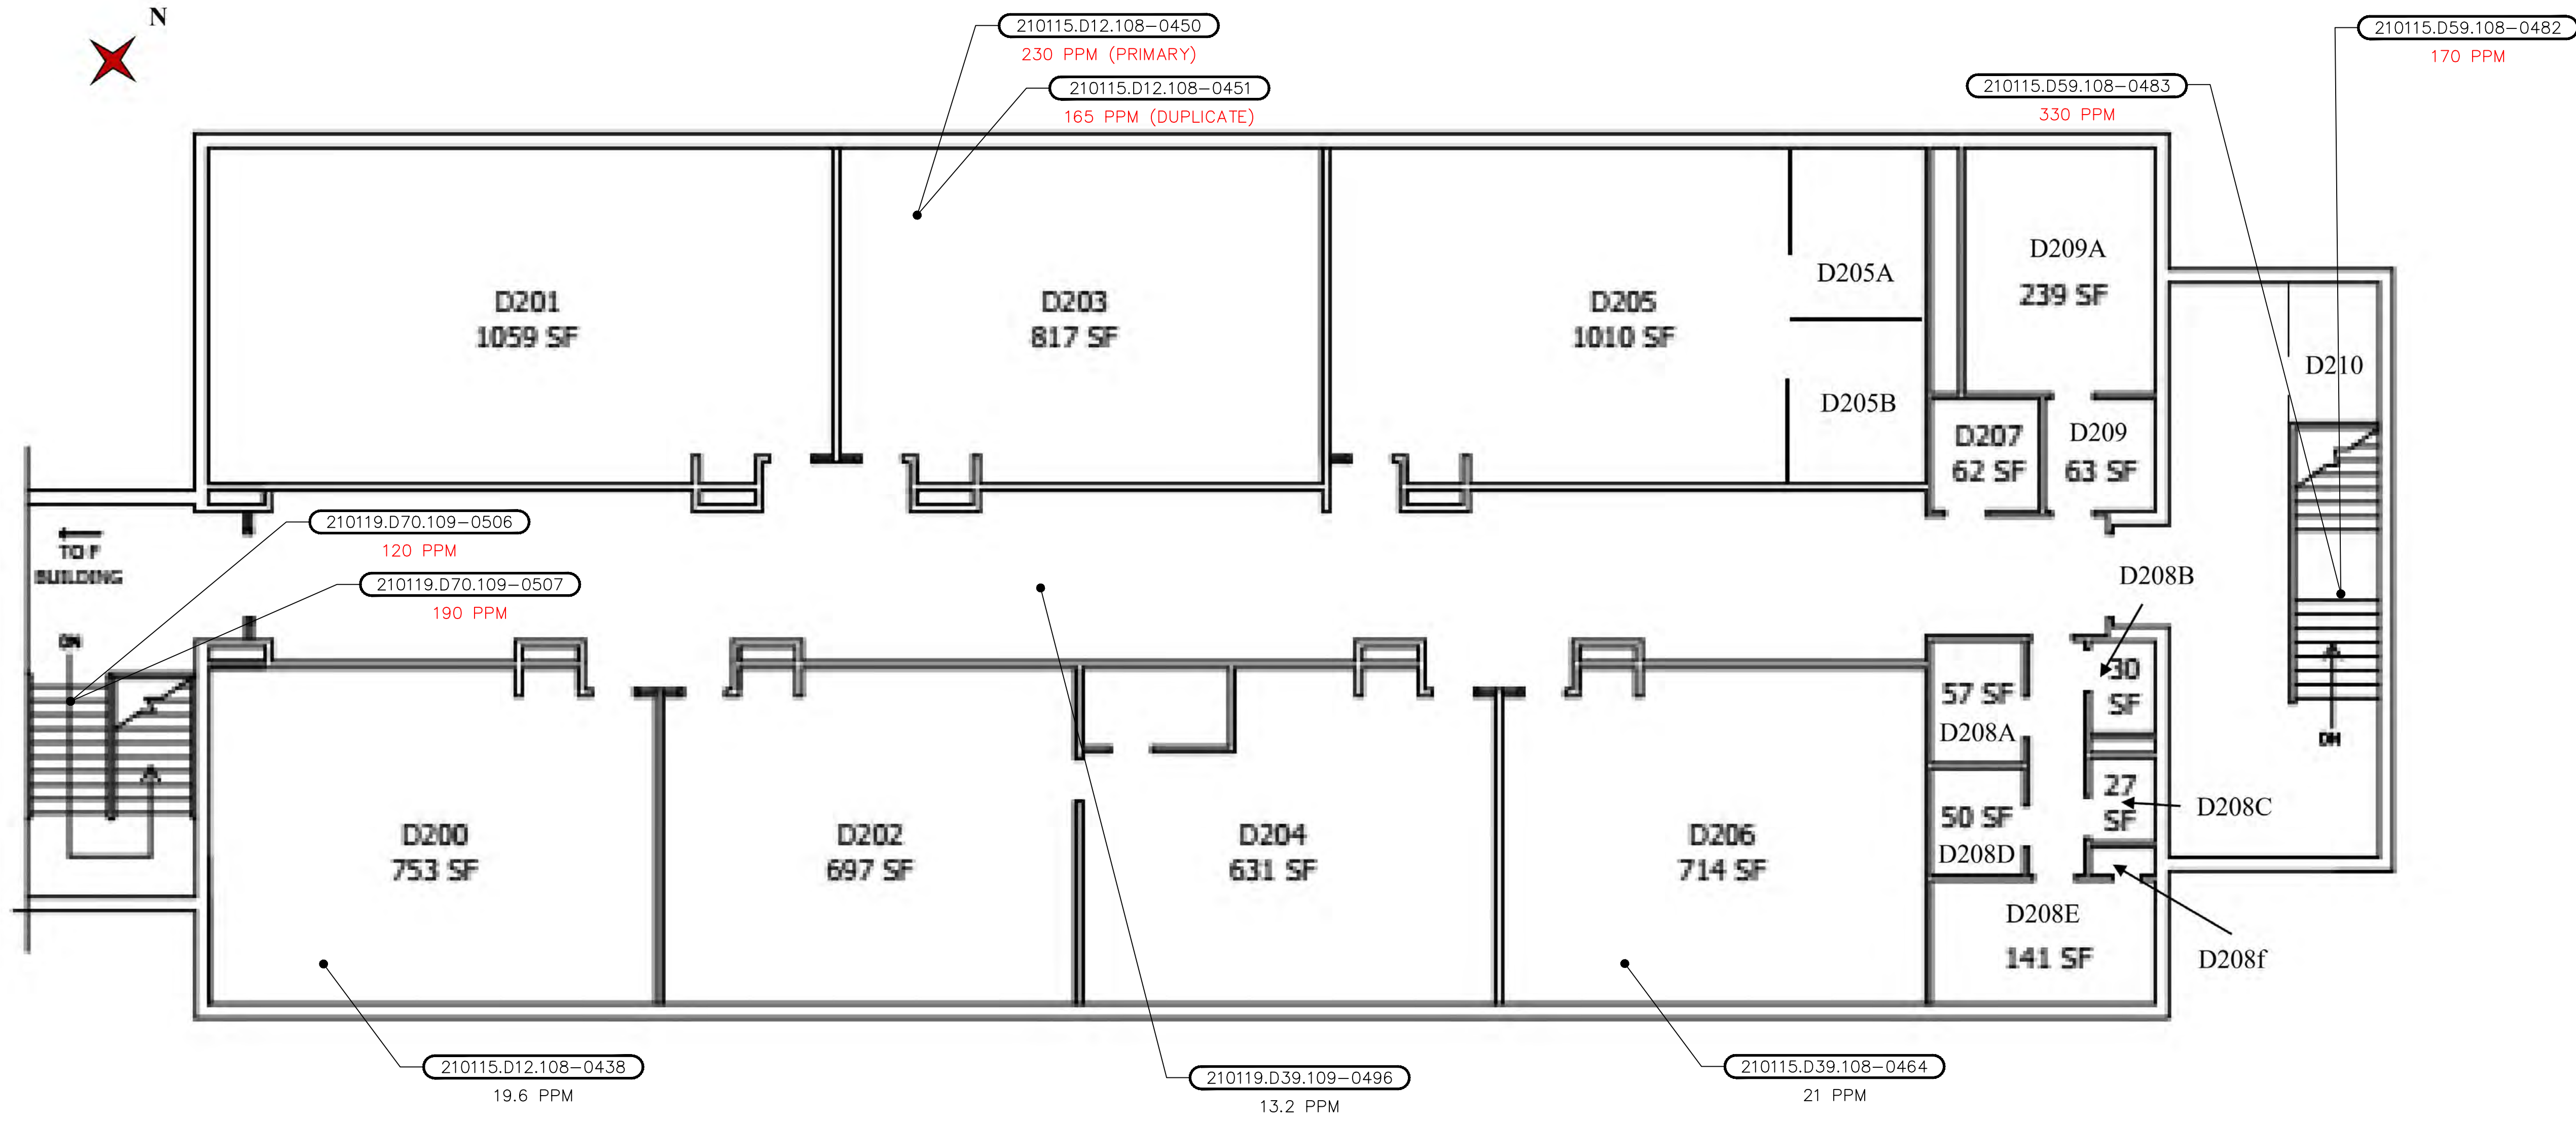 N
210115.D12.108-0450
230 PPM (PRIMARY)
210115.D12.108-0451
165 PPM (DUPLICATE)
210115.D59.108-0482
170 PPM
210115.D59.108-0483
330 PPM
D201
1059 SF
D203
817 SF
D205
1010 SF
D205A
D205B
D209A
239 SF
D210
D207
62 SF
D209
63 SF
TO F
BUILDING
210119.D70.109-0506
120 PPM
210119.D70.109-0507
190 PPM
DN
D208B
30
SF
57 SF
D208A
DN
27
SF
D208C
50 SF
D208D
D200
753 SF
D202
697 SF
D204
631 SF
D206
714 SF
D208E
141 SF
D208f
210115.D12.108-0438
19.6 PPM
210119.D39.109-0496
13.2 PPM
210115.D39.108-0464
21 PPM